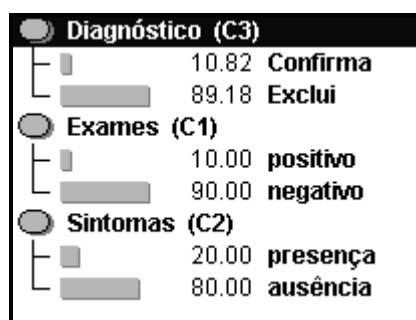 Diagnóstico (C3)
10.82 Confirma
89.18 Exclui
Exames (C1)
10.00 positivo
90.00 negativo
Sintomas (C2)
20.00 presença
80.00 ausência